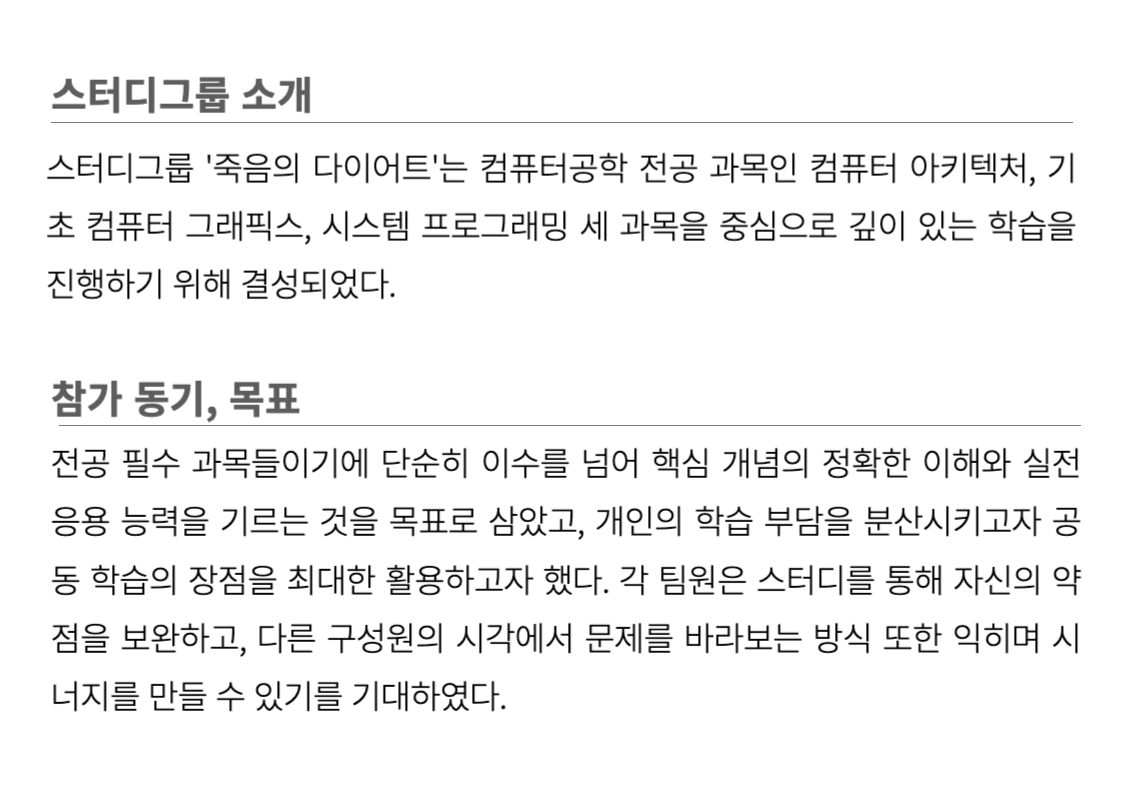 스터디그룹 소개
스터디그룹 '죽음의 다이어트'는 컴퓨터공학 전공 과목인 컴퓨터 아키텍처, 기
초 컴퓨터 그래픽스, 시스템 프로그래밍 세 과목을 중심으로 깊이 있는 학습을
진행하기 위해 결성되었다.
참가 동기, 목표
전공 필수 과목들이기에 단순히 이수를 넘어 핵심 개념의 정확한 이해와 실전
응용 능력을 기르는 것을 목표로 삼았고, 개인의 학습 부담을 분산시키고자 공
동 학습의 장점을 최대한 활용하고자 했다. 각 팀원은 스터디를 통해 자신의 약
점을 보완하고, 다른 구성원의 시각에서 문제를 바라보는 방식 또한 익히며 시
너지를 만들 수 있기를 기대하였다.